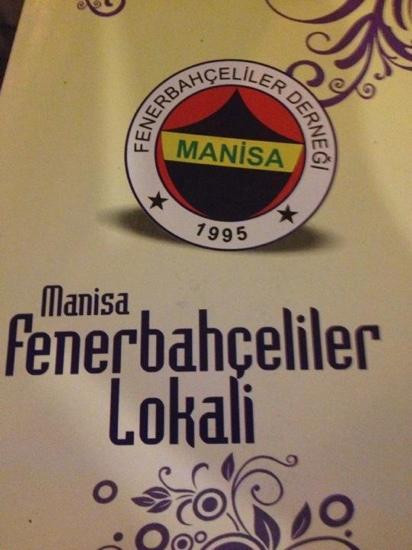 FENERBAHÇELİLER DERNEĞİ
MANİSA
1995
Manisa
fenerbahçeliler
Lokali